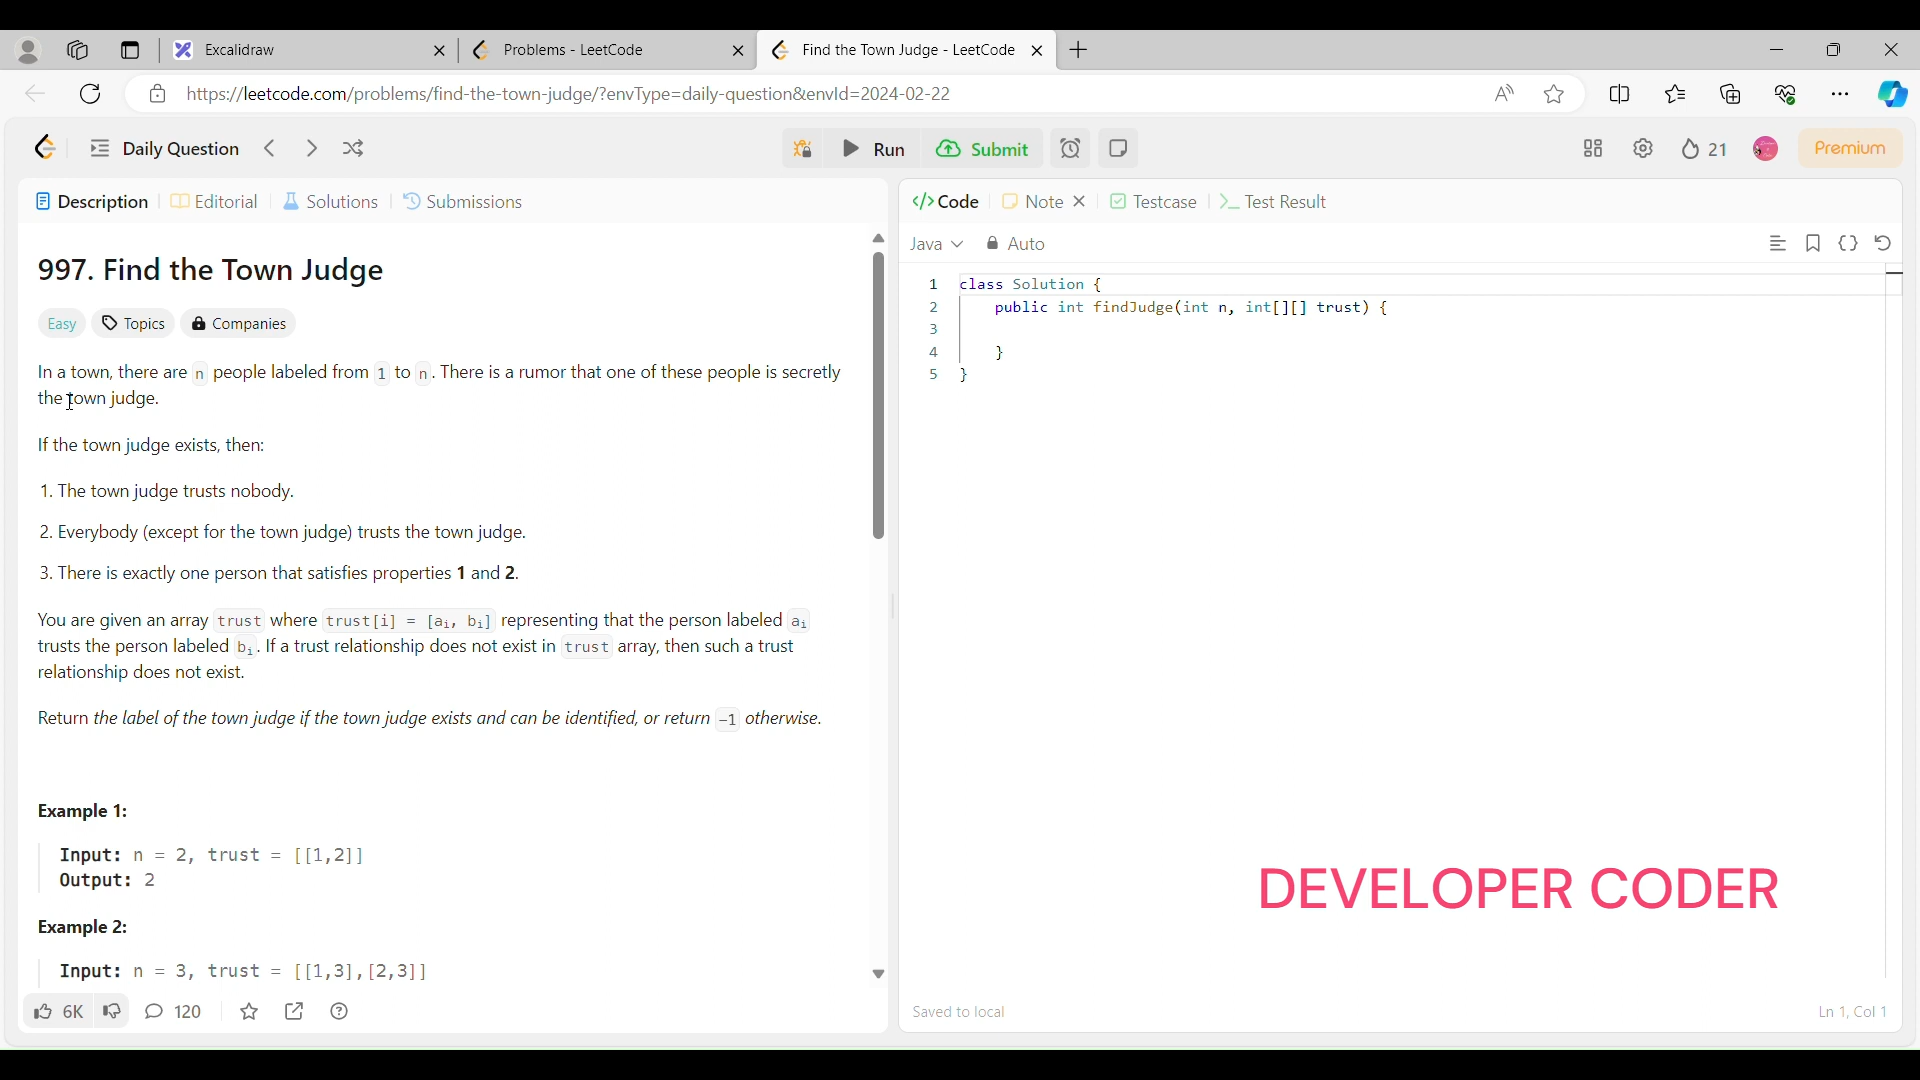 Excalidraw
Problems - LeetCode
Find the Town Judge - LeetCode
https://leetcode.com/problems/find-the-town-judge/?envType=daily-question&envId=2024-02-22
Daily Question
Run
Submit
21
Premium
Description
Editorial
Solutions
Submissions
</> Code
Note
Testcase
>_ Test Result
Java
Auto
997. Find the Town Judge
Easy
Topics
Companies
In a town, there are n people labeled from 1 to n. There is a rumor that one of these people is secretly
the town judge.
If the town judge exists, then:
1. The town judge trusts nobody.
2. Everybody (except for the town judge) trusts the town judge.
3. There is exactly one person that satisfies properties 1 and 2.
You are given an array trust where trust[i] = [aᵢ, bᵢ] representing that the person labeled aᵢ
trusts the person labeled bᵢ. If a trust relationship does not exist in trust array, then such a trust
relationship does not exist.
Return the label of the town judge if the town judge exists and can be identified, or return -1 otherwise.
Example 1:
Input: n = 2, trust = [[1,2]]
Output: 2
Example 2:
Input: n = 3, trust = [[1,3],[2,3]]
6K
120
1 class Solution {
2 public int findJudge(int n, int[][] trust) {
3
4 }
5 }
DEVELOPER CODER
Saved to local
Ln 1, Col 1